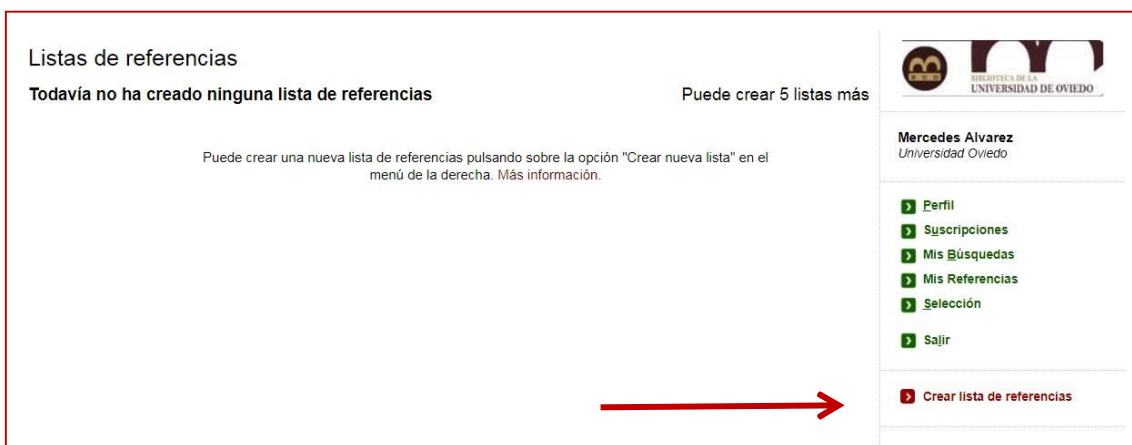 Listas de referencias
Todavía no ha creado ninguna lista de referencias
Puede crear 5 listas más
Puede crear una nueva lista de referencias pulsando sobre la opción "Crear nueva lista" en el
menú de la derecha. Más información.
BUO
BIBLIOTECA DE LA
UNIVERSIDAD DE OVIEDO
Mercedes Alvarez
Universidad Oviedo
Perfil
Suscripciones
Mis Búsquedas
Mis Referencias
Selección
Salir
Crear lista de referencias